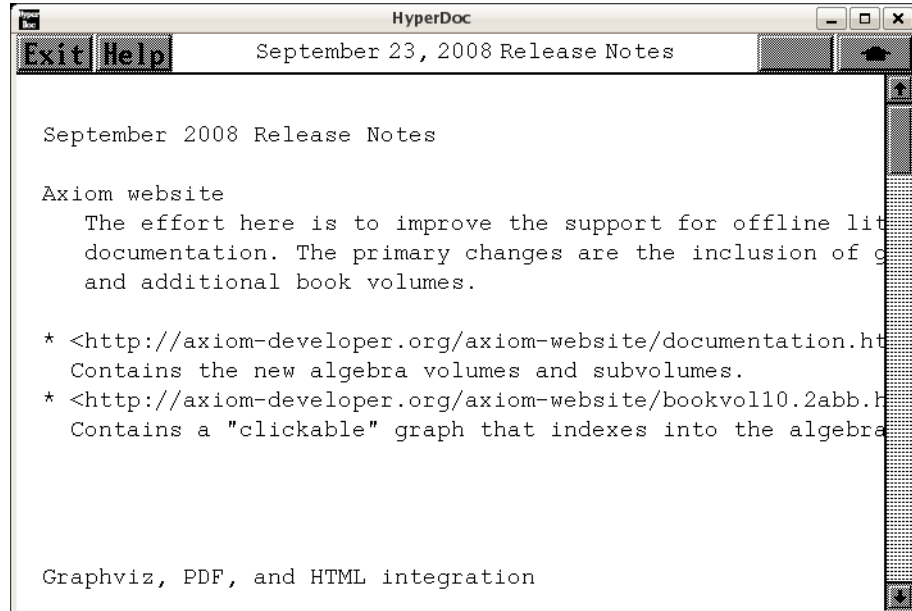 Hyper Doc
HyperDoc
Exit Help September 23, 2008 Release Notes
September 2008 Release Notes
Axiom website
The effort here is to improve the support for offline lit
documentation. The primary changes are the inclusion of g
and additional book volumes.
* <http://axiom-developer.org/axiom-website/documentation.ht
Contains the new algebra volumes and subvolumes.
* <http://axiom-developer.org/axiom-website/bookvol10.2abb.h
Contains a "clickable" graph that indexes into the algebra
Graphviz, PDF, and HTML integration